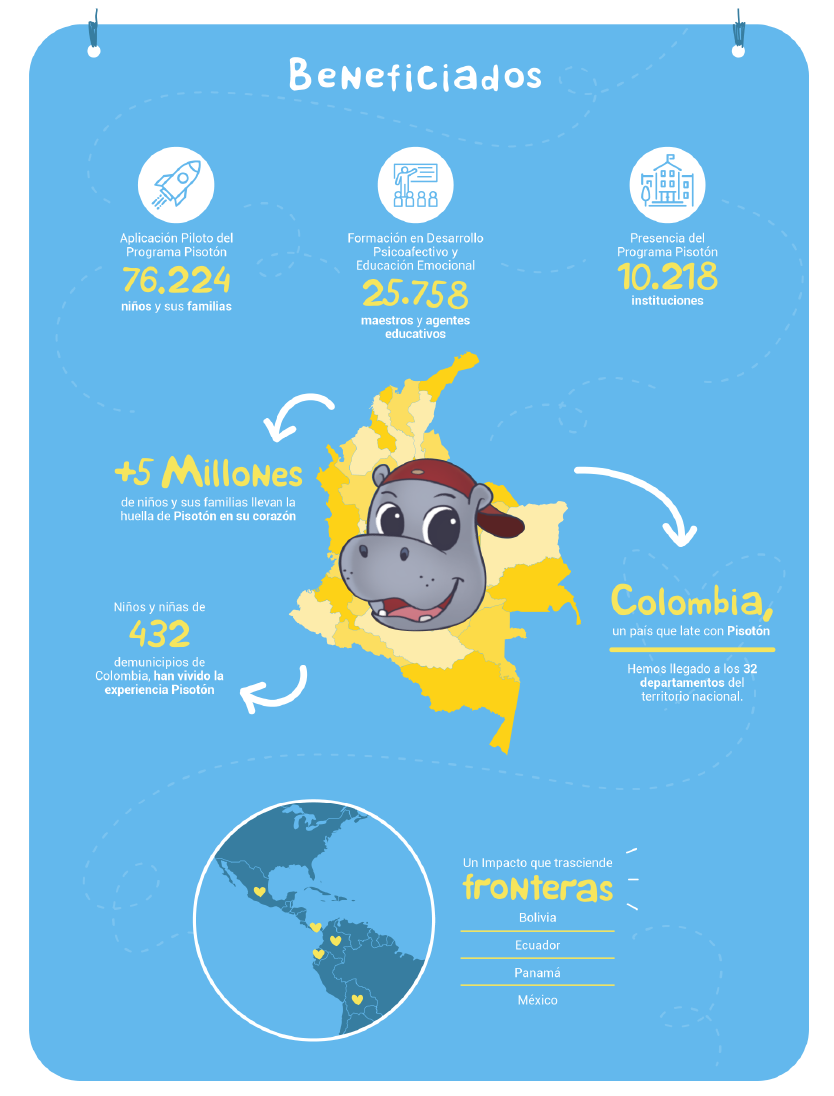 Beneficiados
Aplicación Piloto del
Programa Pisotón
76.224
niños y sus familias
Formación en Desarrollo
Psicoafectivo y
Educación Emocional
25.758
maestros y agentes
educativos
Presencia del
Programa Pisotón
10.218
instituciones
+5 Millones
de niños y sus familias llevan la
huella de Pisotón en su corazón
Niños y niñas de
432
demunicipios de
Colombia, han vivido la
experiencia Pisotón
Colombia,
un país que late con Pisotón
Hemos llegado a los 32
departamentos del
territorio nacional.
Un Impacto que trasciende
fronteras
Bolivia
Ecuador
Panamá
México